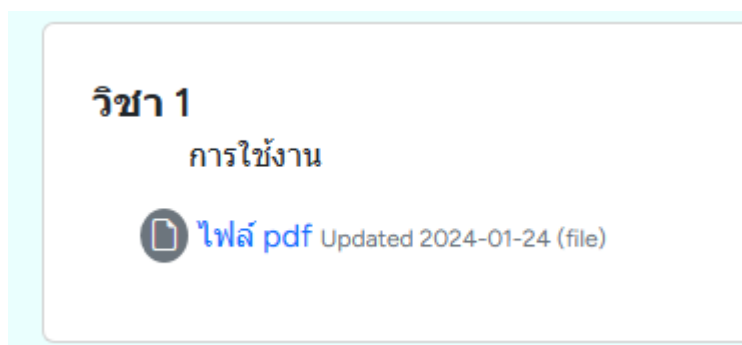 วิชา 1
การใช้งาน
ไฟล์ pdf Updated 2024-01-24 (file)